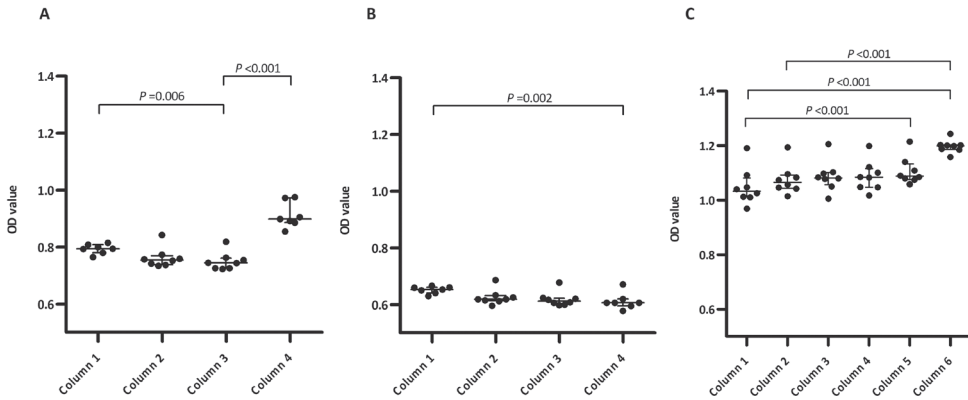 A
P <0.001
1.4
P =0.006
1.2
1.0
0.8
0.6
OD value
Column 1
Column 2
Column 3
Column 4
B
1.4
P =0.002
1.2
1.0
0.8
0.6
OD value
Column 1
Column 2
Column 3
Column 4
C
P <0.001
P <0.001
P <0.001
1.4
1.2
1.0
0.8
0.6
OD value
Column 1
Column 2
Column 3
Column 4
Column 5
Column 6